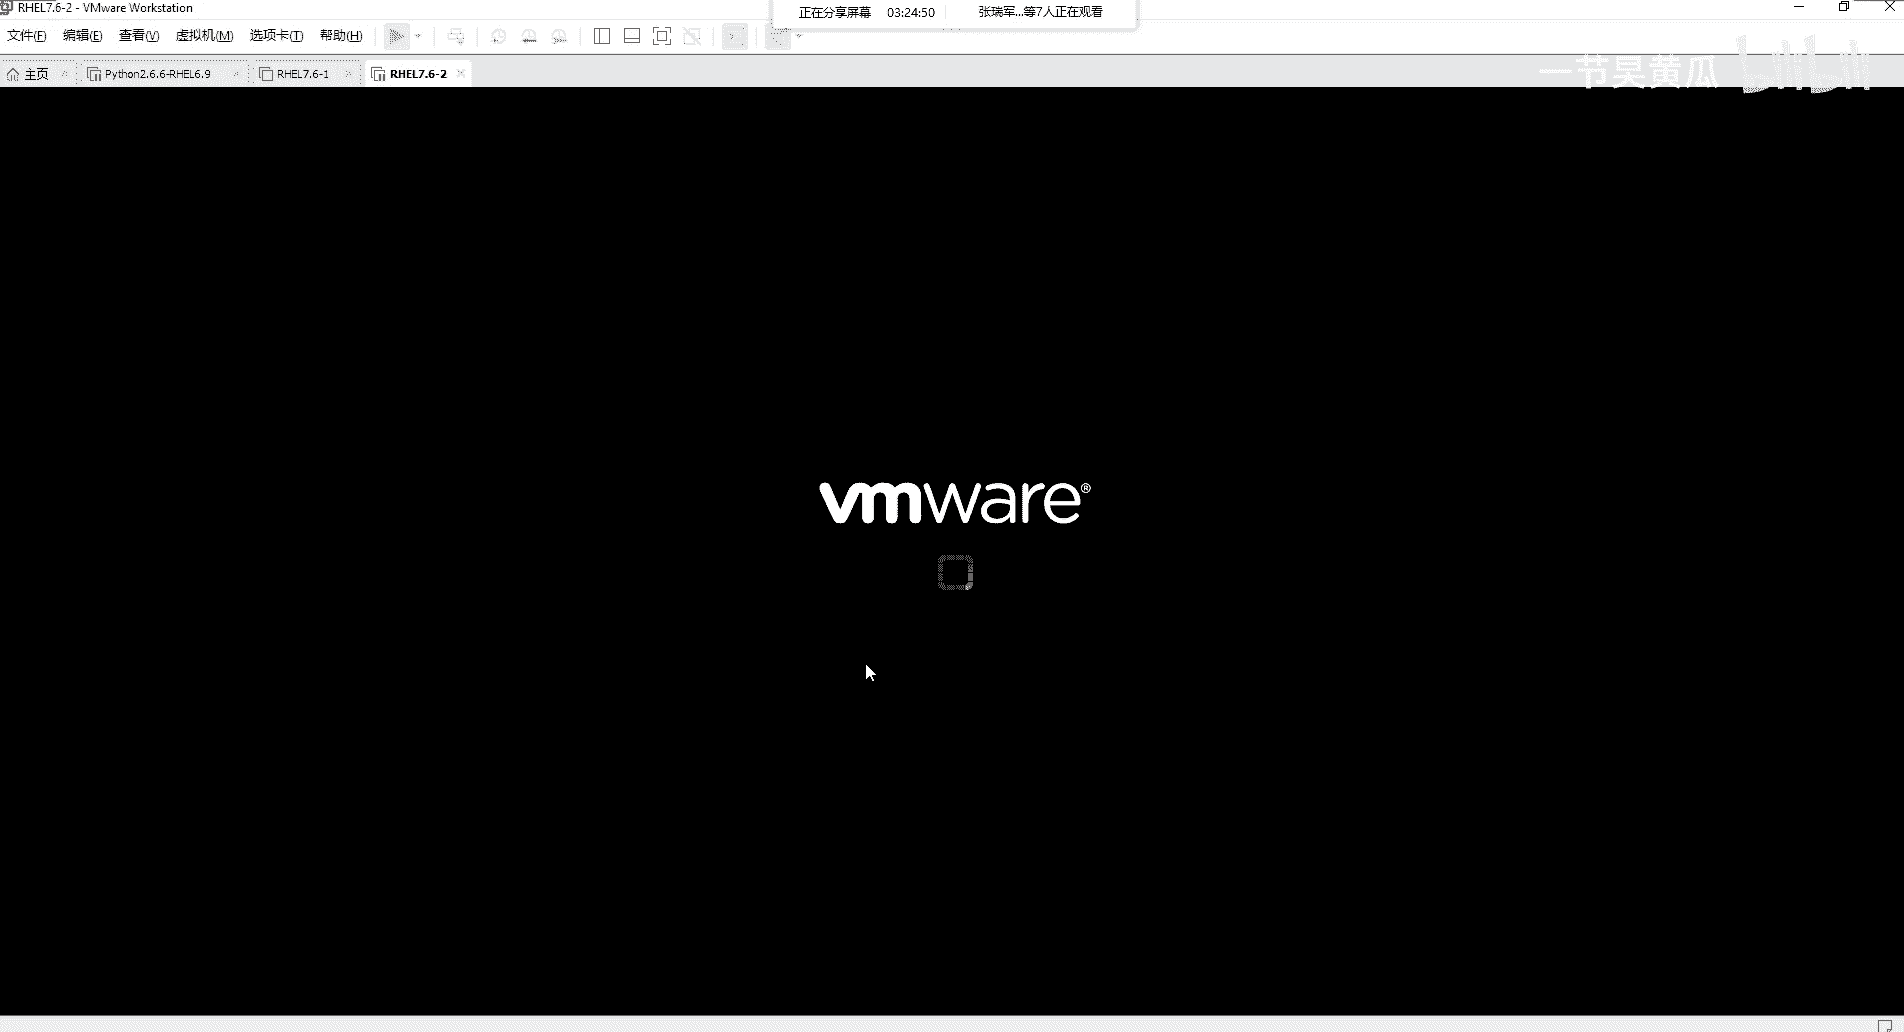 RHEL7.6-2 - VMware Workstation
正在分享屏幕 03:24:50 张瑞军...等7人正在观看
文件(F) 编辑(E) 查看(V) 虚拟机(M) 选项卡(T) 帮助(H)
主页 Python2.6.6-RHEL6.9 RHEL7.6-1 RHEL7.6-2
一节昊黄瓜 bilibili
vmware®